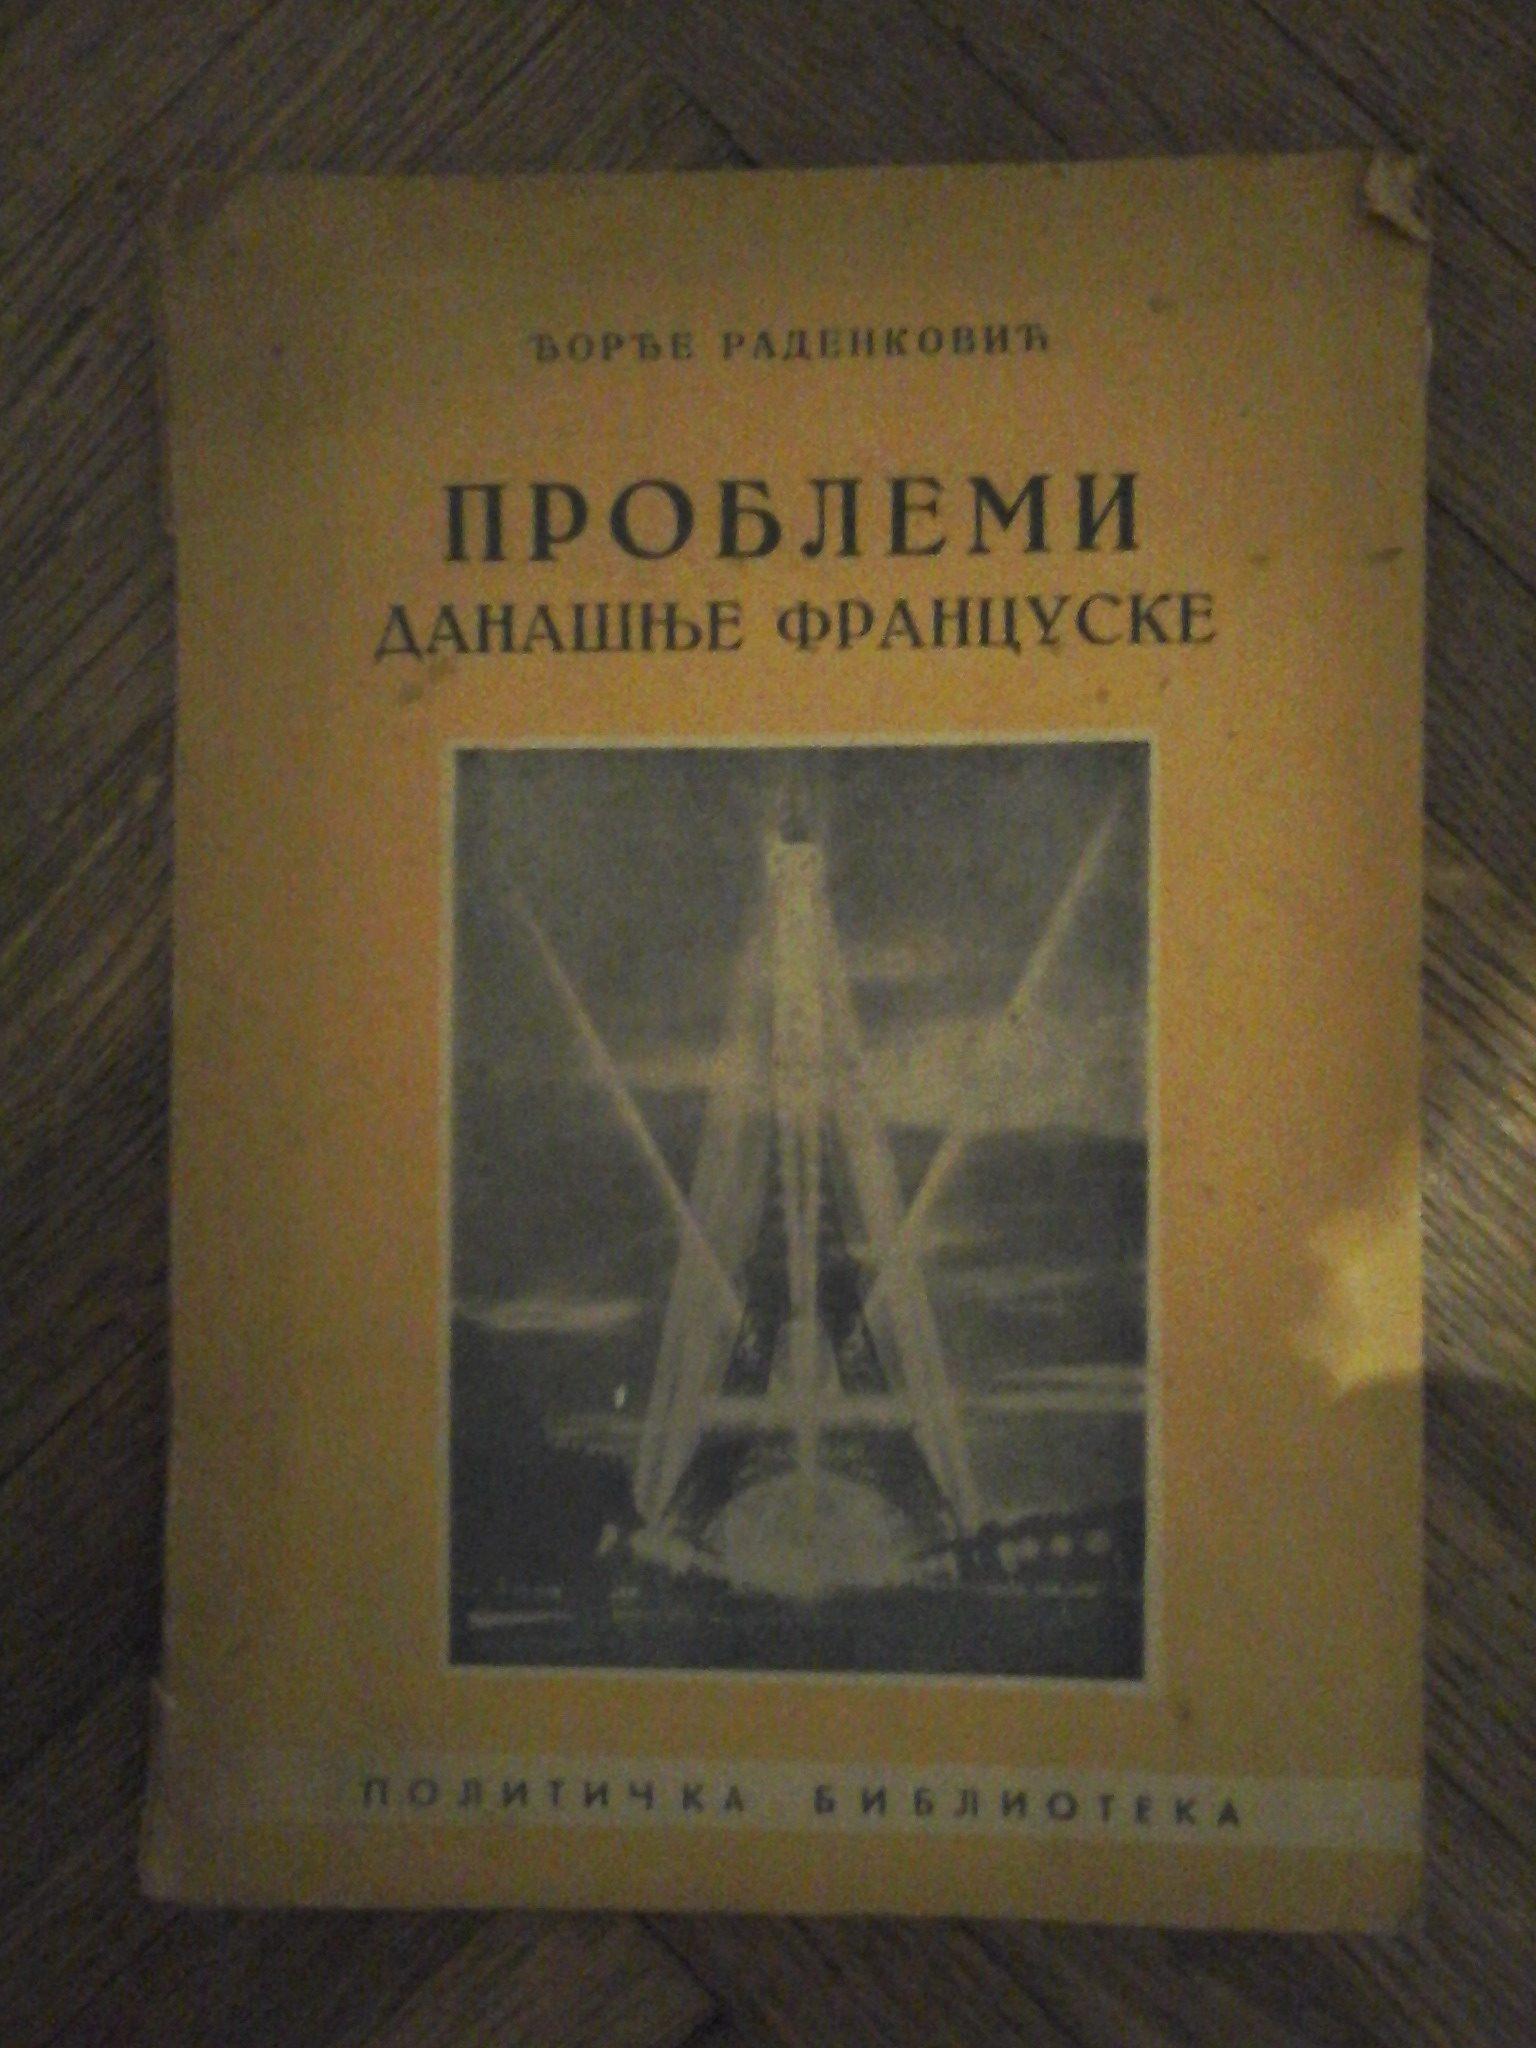 ЂОРЂЕ РАДЕНКОВИЋ
ПРОБЛЕМИ
ДАНАШЊЕ ФРАНЦУСКЕ
ПОЛИТИЧКА БИБЛИОТЕКА